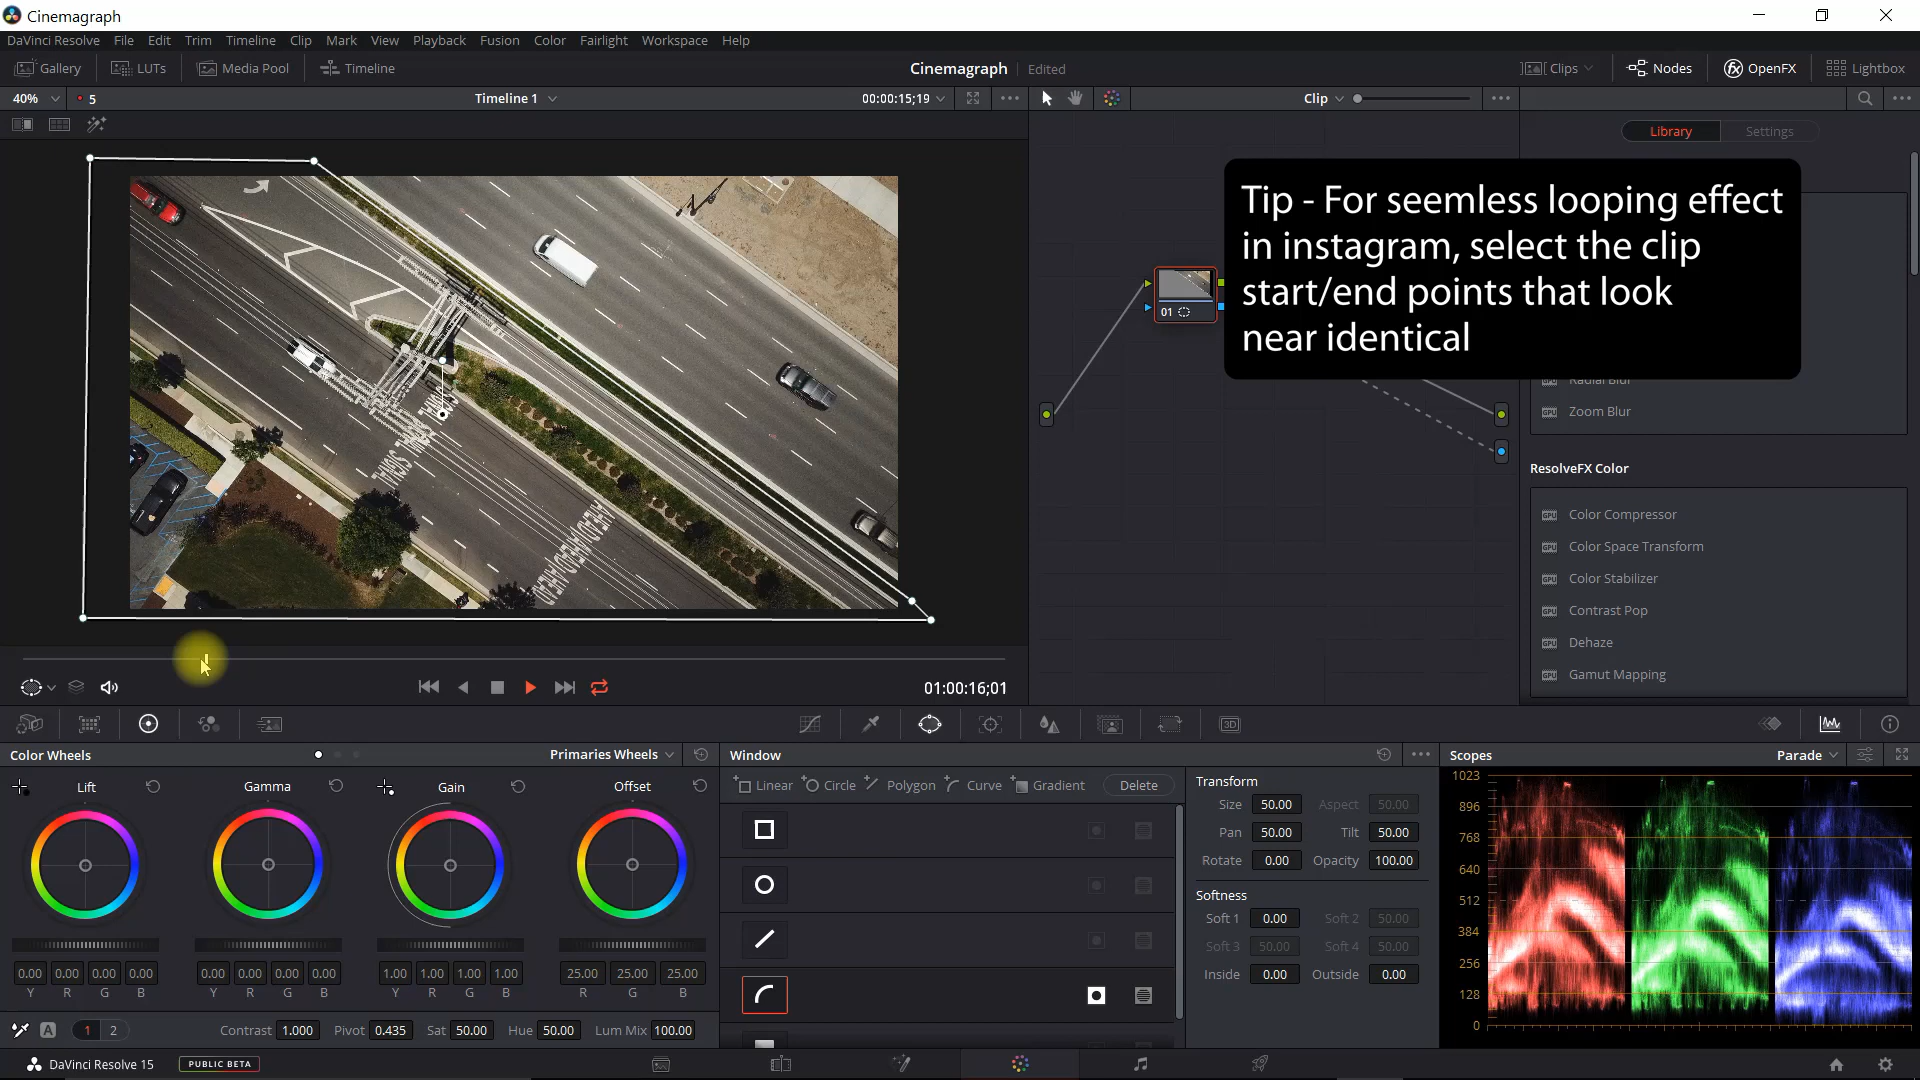 Cinemagraph
DaVinci Resolve File Edit Trim Timeline Clip Mark View Playback Fusion Color Fairlight Workspace Help
Gallery LUTs Media Pool Timeline Cinemagraph Edited Clips Nodes OpenFX Lightbox
40% 5 Timeline 1 00:00:15;19 Clip
Library Settings
Tip - For seemless looping effect
in instagram, select the clip
start/end points that look
near identical
01
Radial Blur
Zoom Blur
ResolveFX Color
Color Compressor
Color Space Transform
Color Stabilizer
Contrast Pop
Dehaze
Gamut Mapping
01:00:16;01
3D
Color Wheels Primaries Wheels Window Scopes Parade
Lift Gamma Gain Offset
0.00 0.00 0.00 0.00 0.00 0.00 0.00 0.00 1.00 1.00 1.00 1.00 25.00 25.00 25.00
Y R G B Y R G B Y R G B R G B
A 1 2 Contrast 1.000 Pivot 0.435 Sat 50.00 Hue 50.00 Lum Mix 100.00
Linear Circle Polygon Curve Gradient Delete
Transform
Size 50.00 Aspect 50.00
Pan 50.00 Tilt 50.00
Rotate 0.00 Opacity 100.00
Softness
Soft 1 0.00 Soft 2 50.00
Soft 3 50.00 Soft 4 50.00
Inside 0.00 Outside 0.00
1023
896
768
640
512
384
256
128
0
DaVinci Resolve 15 PUBLIC BETA